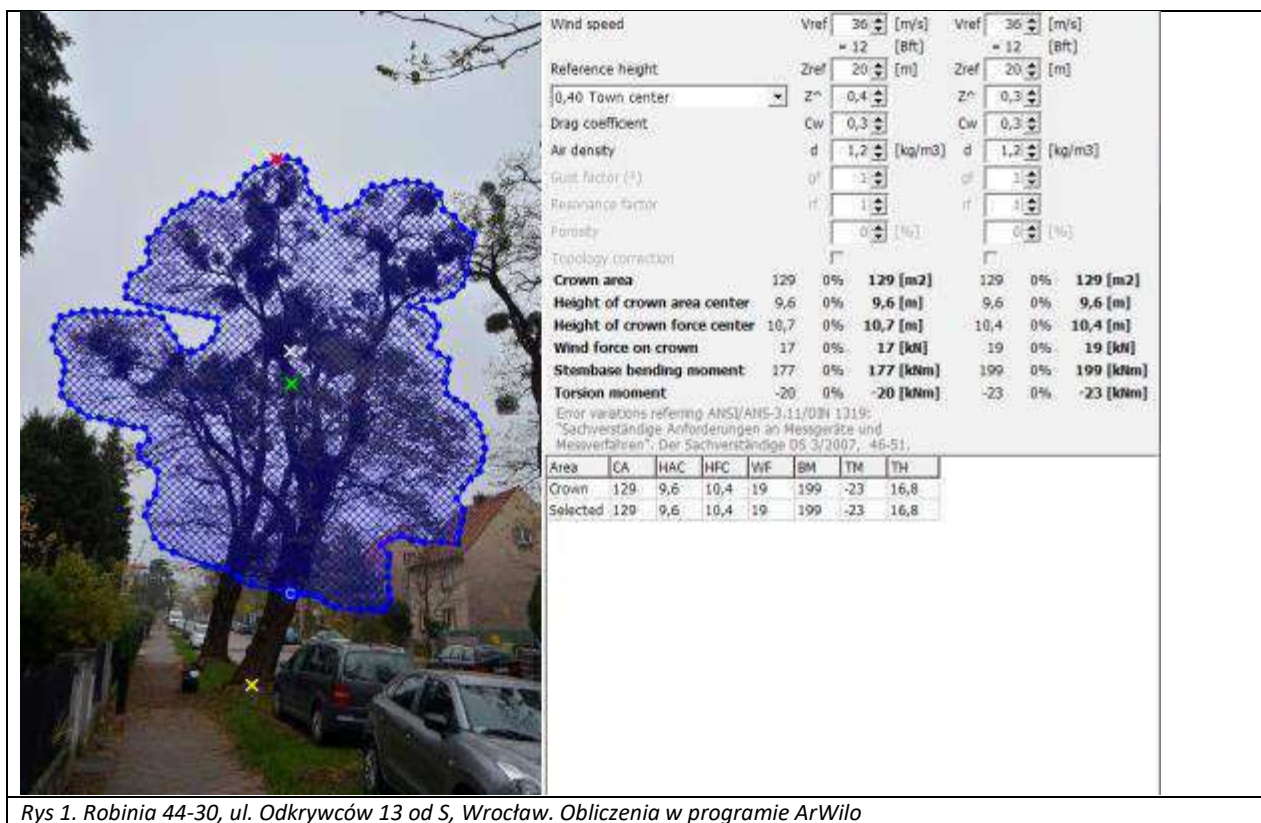 Wind speed Vref 36 [m/s] Vref 36 [m/s]
= 12 [Bft] = 12 [Bft]
Reference height Zref 20 [m] Zref 20 [m]
0,40 Town center Z^ 0,4 Z^ 0,3
Drag coefficient Cw 0,3 Cw 0,3
Air density d 1,2 [kg/m3] d 1,2 [kg/m3]
Gust factor (²) gf 1 gf 1
Resonance factor rf 1 rf 1
Porosity 0 [%] 0 [%]
Topology correction
Crown area 129 0% 129 [m2] 129 0% 129 [m2]
Height of crown area center 9,6 0% 9,6 [m] 9,6 0% 9,6 [m]
Height of crown force center 10,7 0% 10,7 [m] 10,4 0% 10,4 [m]
Wind force on crown 17 0% 17 [kN] 19 0% 19 [kN]
Stembase bending moment 177 0% 177 [kNm] 199 0% 199 [kNm]
Torsion moment -20 0% -20 [kNm] -23 0% -23 [kNm]
Error variations referring ANSI/ANS-3.11/DIN 1319:
"Sachverständige Anforderungen an Messgeräte und
Messverfahren". Der Sachverständige DS 3/2007, 46-51.
Area CA HAC HFC WF BM TM TH
Crown 129 9,6 10,4 19 199 -23 16,8
Selected 129 9,6 10,4 19 199 -23 16,8
C
Rys 1. Robinia 44-30, ul. Odkrywców 13 od S, Wrocław. Obliczenia w programie ArWilo